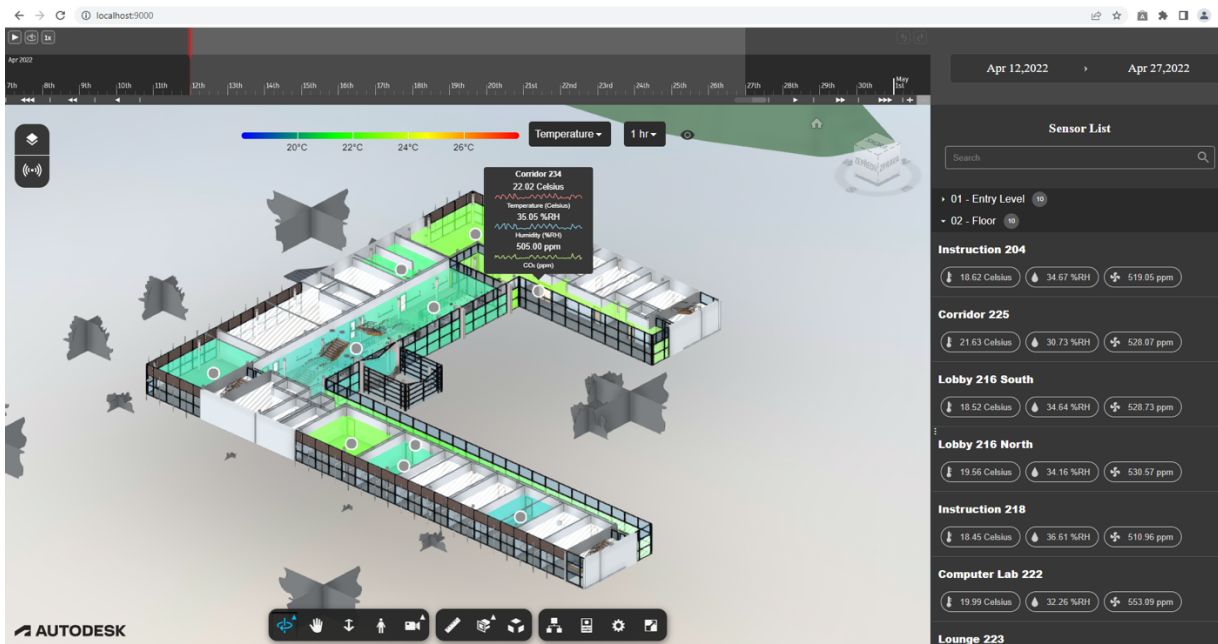 localhost:9000
1x
Apr 2022
7th 8th 9th 10th 11th 12th 13th 14th 15th 16th 17th 18th 19th 20th 21st 22nd 23rd 24th 25th 26th 27th 28th 29th 30th May 1st
Apr 12,2022 › Apr 27,2022
20°C 22°C 24°C 26°C
Temperature
1 hr
Corridor 234
22.02 Celsius
Temperature (Celsius)
35.05 %RH
Humidity (%RH)
505.00 ppm
CO₂ (ppm)
AUTODESK
Sensor List
Search
01 - Entry Level 10
02 - Floor 10
Instruction 204
18.62 Celsius 34.67 %RH 519.05 ppm
Corridor 225
21.63 Celsius 30.73 %RH 528.07 ppm
Lobby 216 South
18.52 Celsius 34.64 %RH 528.73 ppm
Lobby 216 North
19.56 Celsius 34.16 %RH 530.57 ppm
Instruction 218
18.45 Celsius 36.61 %RH 510.96 ppm
Computer Lab 222
19.99 Celsius 32.26 %RH 553.09 ppm
Lounge 223